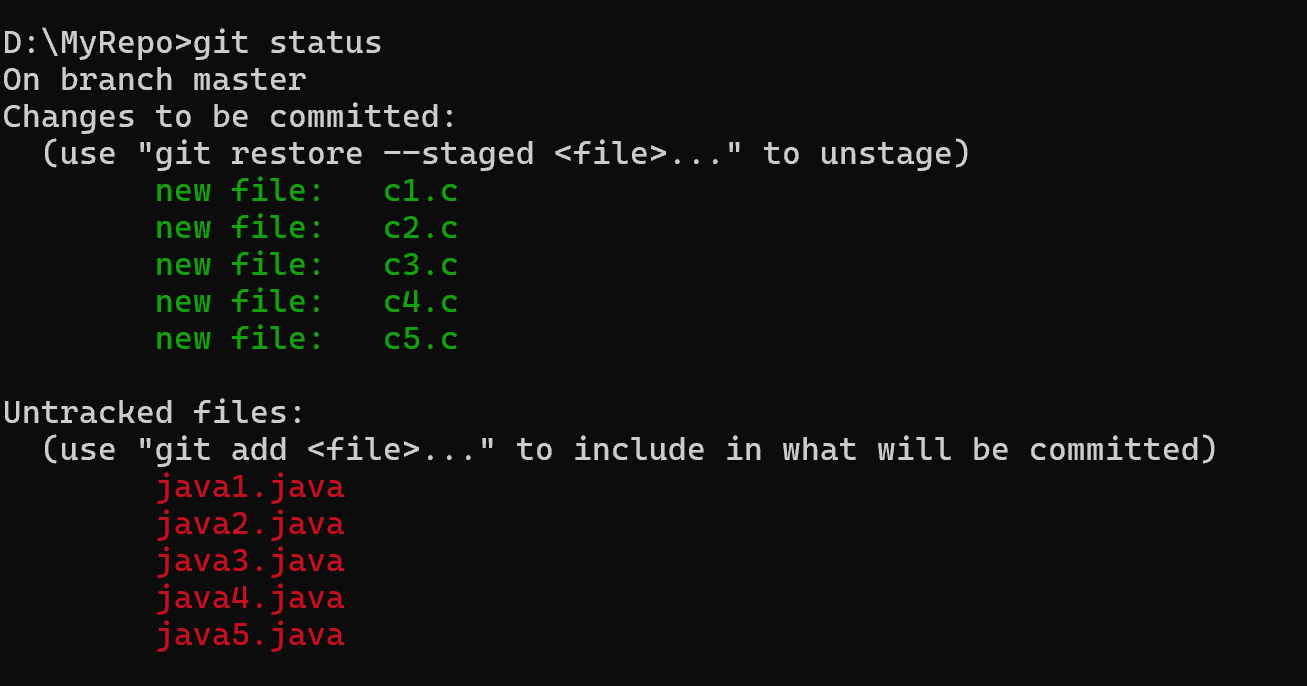 D:\MyRepo>git status
On branch master
Changes to be committed:
  (use "git restore --staged <file>..." to unstage)
        new file:   c1.c
        new file:   c2.c
        new file:   c3.c
        new file:   c4.c
        new file:   c5.c

Untracked files:
  (use "git add <file>..." to include in what will be committed)
        java1.java
        java2.java
        java3.java
        java4.java
        java5.java